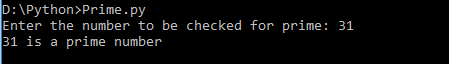 D:\Python>Prime.py
Enter the number to be checked for prime: 31
31 is a prime number